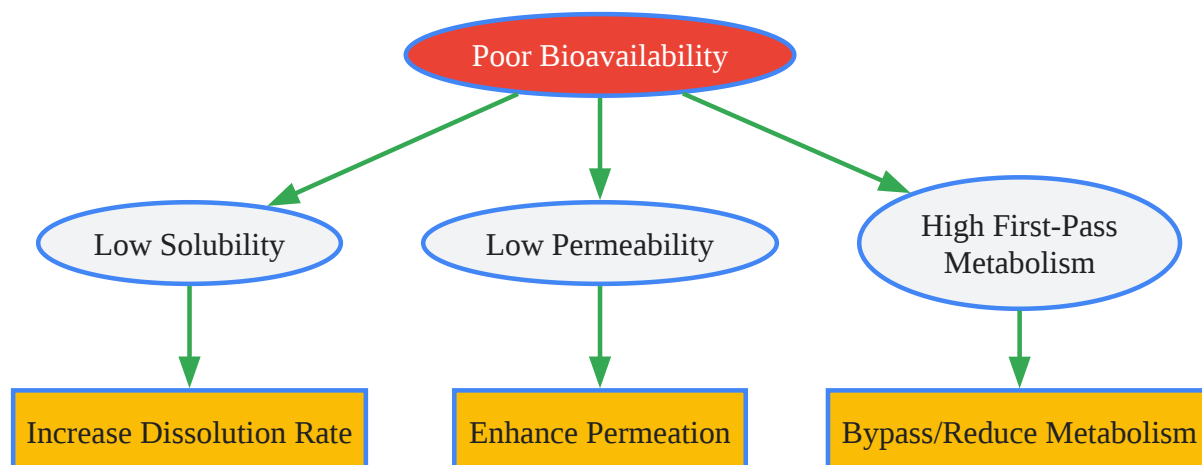 Poor Bioavailability
Low Solubility
Low Permeability
High First-Pass
Metabolism
Increase Dissolution Rate
Enhance Permeation
Bypass/Reduce Metabolism